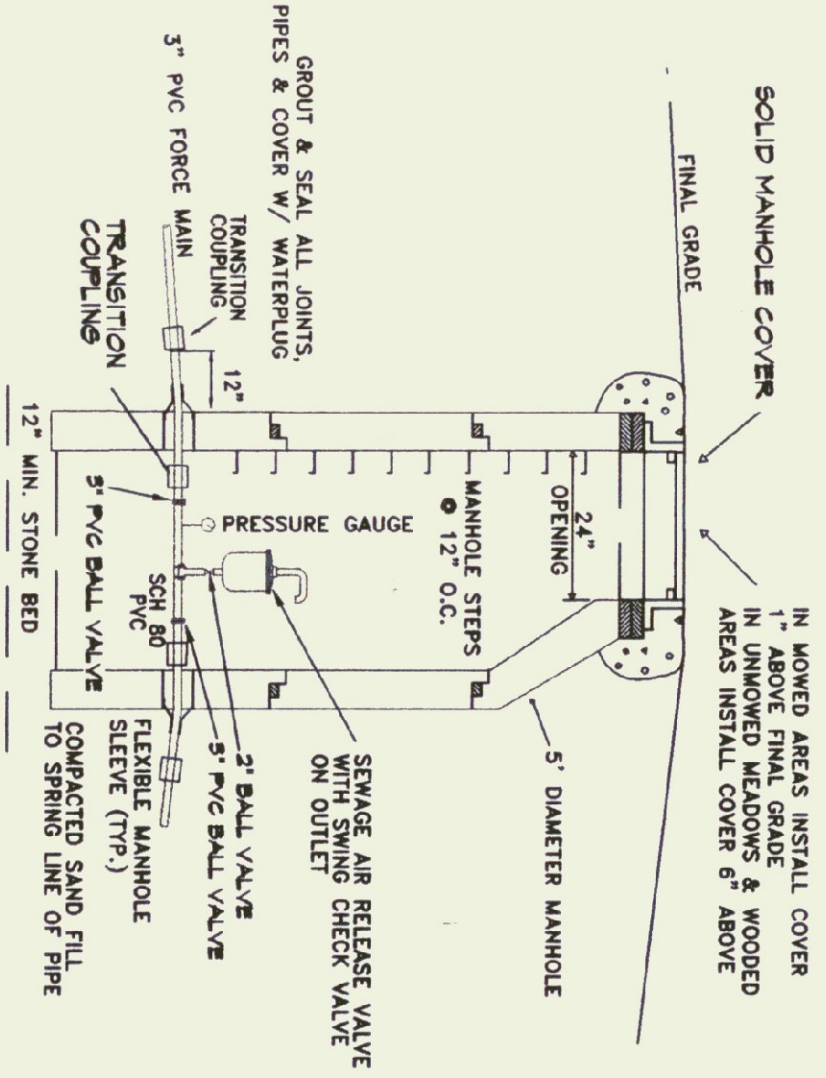 SOLID MANHOLE COVER
IN MOWED AREAS INSTALL COVER
1" ABOVE FINAL GRADE
IN UNMOWED MEADOWS & WOODED
AREAS INSTALL COVER 6" ABOVE
FINAL GRADE
24"
OPENING
5' DIAMETER MANHOLE
MANHOLE STEPS
@ 12" O.C.
GROUT & SEAL ALL JOINTS,
PIPES & COVER W/ WATERPLUG
SEWAGE AIR RELEASE VALVE
WITH SWING CHECK VALVE
ON OUTLET
PRESSURE GAUGE
TRANSITION
COUPLING
12"
3" PVC FORCE MAIN
2" BALL VALVE
3" PVC BALL VALVE
SCH 80
PVC
TRANSITION
COUPLING
3" PVC BALL VALVE
FLEXIBLE MANHOLE
SLEEVE (TYP.)
12" MIN. STONE BED
COMPACTED SAND FILL
TO SPRING LINE OF PIPE